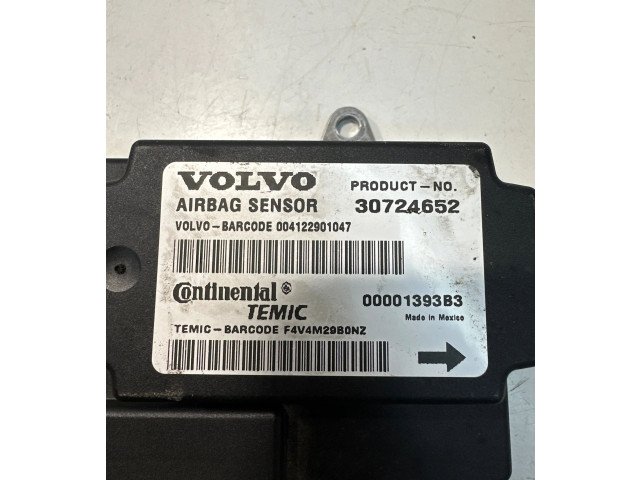 VOLVO
PRODUCT-NO.
AIRBAG SENSOR
30724652
VOLVO-BARCODE 004122901047
Continental
TEMIC
00001393B3
Made in Mexico
TEMIC-BARCODE F4V4M29B0NZ